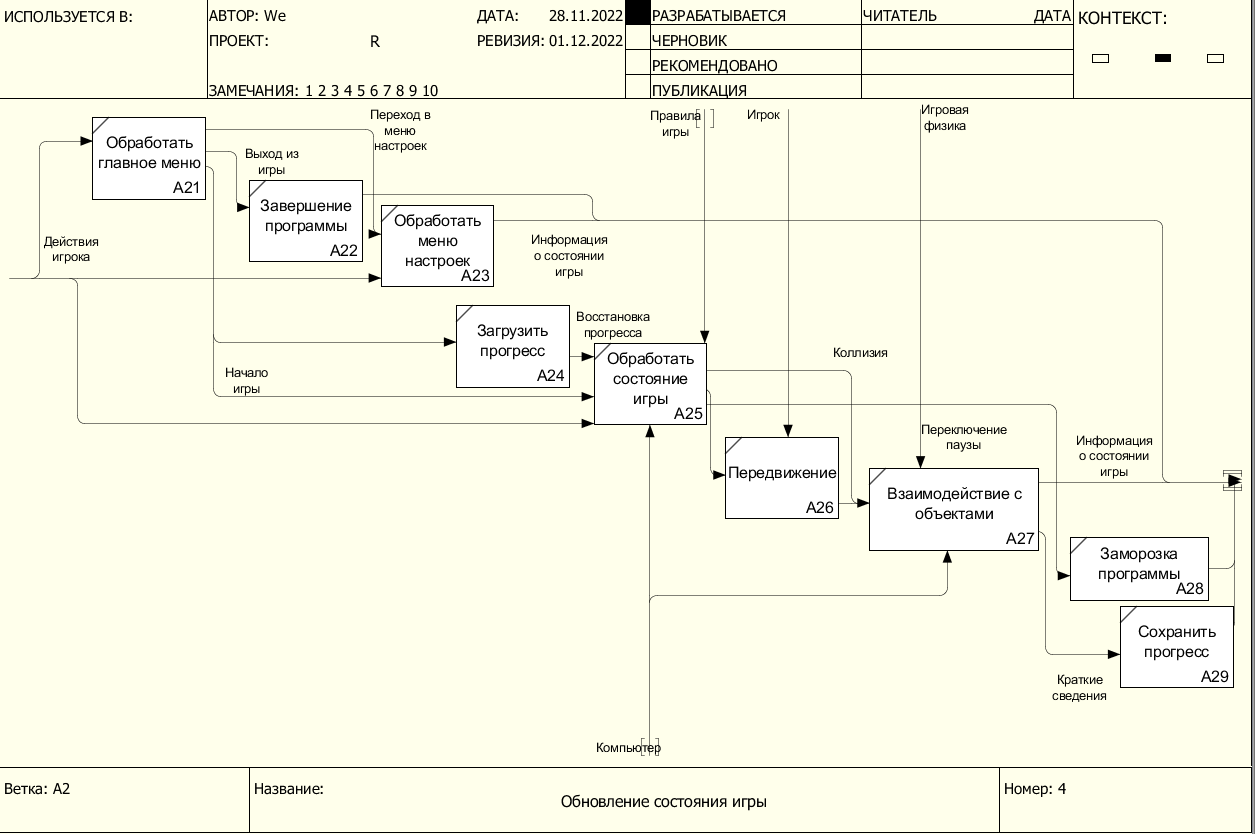 ИСПОЛЬЗУЕТСЯ В:
АВТОР: We
ДАТА: 28.11.2022
РАЗРАБАТЫВАЕТСЯ
ЧИТАТЕЛЬ
ДАТА
КОНТЕКСТ:
ПРОЕКТ: R
РЕВИЗИЯ: 01.12.2022
ЧЕРНОВИК
РЕКОМЕНДОВАНО
ЗАМЕЧАНИЯ: 1 2 3 4 5 6 7 8 9 10
ПУБЛИКАЦИЯ
Переход в
меню
настроек
Правила
игры
Игрок
Игровая
физика
Обработать
главное меню
A21
Выход из
игры
Завершение
программы
A22
Обработать
меню
настроек
A23
Действия
игрока
Информация
о состоянии
игры
Загрузить
прогресс
A24
Восстановка
прогресса
Обработать
состояние
игры
A25
Коллизия
Начало
игры
Переключение
паузы
Информация
о состоянии
игры
Передвижение
A26
Взаимодействие с
объектами
A27
Заморозка
программы
A28
Сохранить
прогресс
A29
Краткие
сведения
Компьютер
Ветка: A2
Название:
Обновление состояния игры
Номер: 4